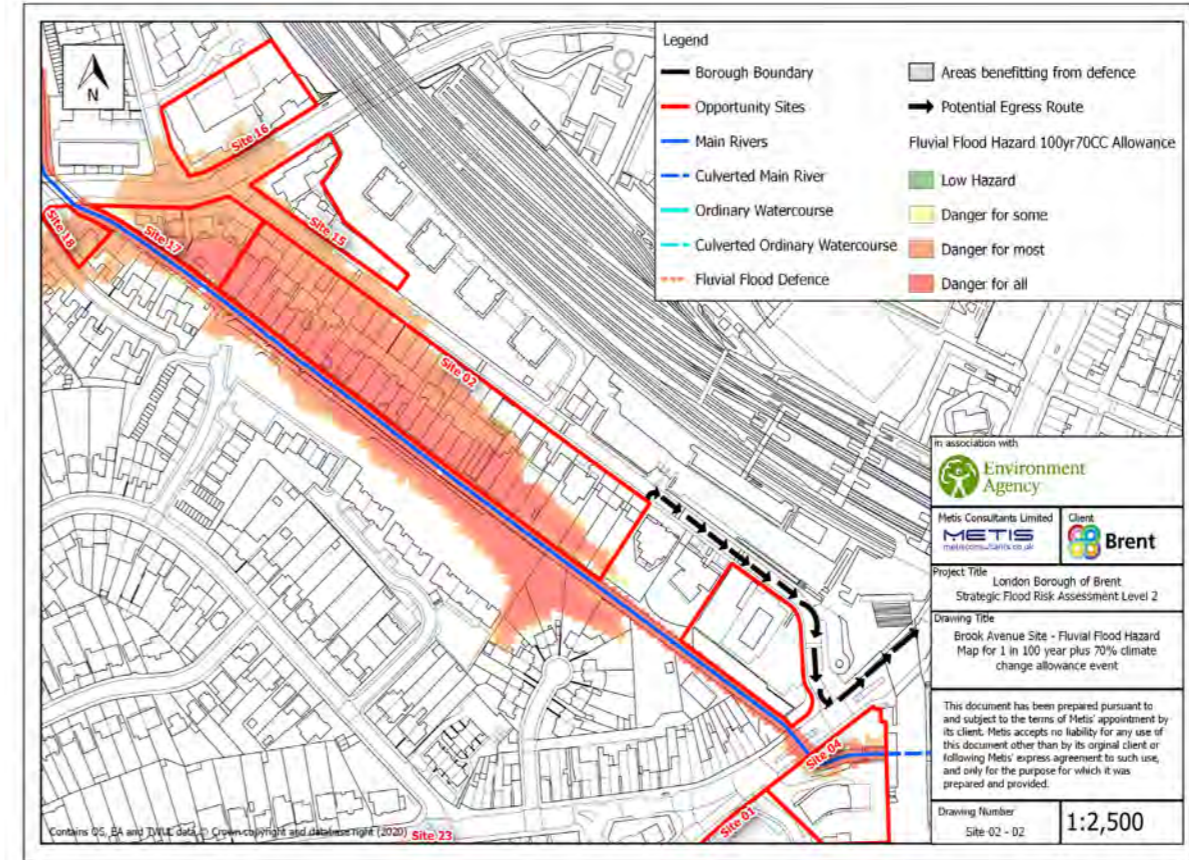 N
Site 16
Site 15
Site 18
Site 17
Site 02
Site 04
Site 01
Site 23
Contains OS, EA and TWUL data, © Crown copyright and database right (2020)
Legend
Borough Boundary
Opportunity Sites
Main Rivers
Culverted Main River
Ordinary Watercourse
Culverted Ordinary Watercourse
Fluvial Flood Defence
Areas benefitting from defence
Potential Egress Route
Fluvial Flood Hazard 100yr70CC Allowance
Low Hazard
Danger for some
Danger for most
Danger for all
in association with
Environment
Agency
Metis Consultants Limited
METIS
metisconsultants.co.uk
Client
Brent
Project Title
London Borough of Brent
Strategic Flood Risk Assessment Level 2
Drawing Title
Brook Avenue Site - Fluvial Flood Hazard
Map for 1 in 100 year plus 70% climate
change allowance event
This document has been prepared pursuant to
and subject to the terms of Metis' appointment by
its client. Metis accepts no liability for any use of
this document other than by its orginal client or
following Metis' express agreement to such use,
and only for the purpose for which it was
prepared and provided.
Drawing Number
Site 02 - 02
1:2,500